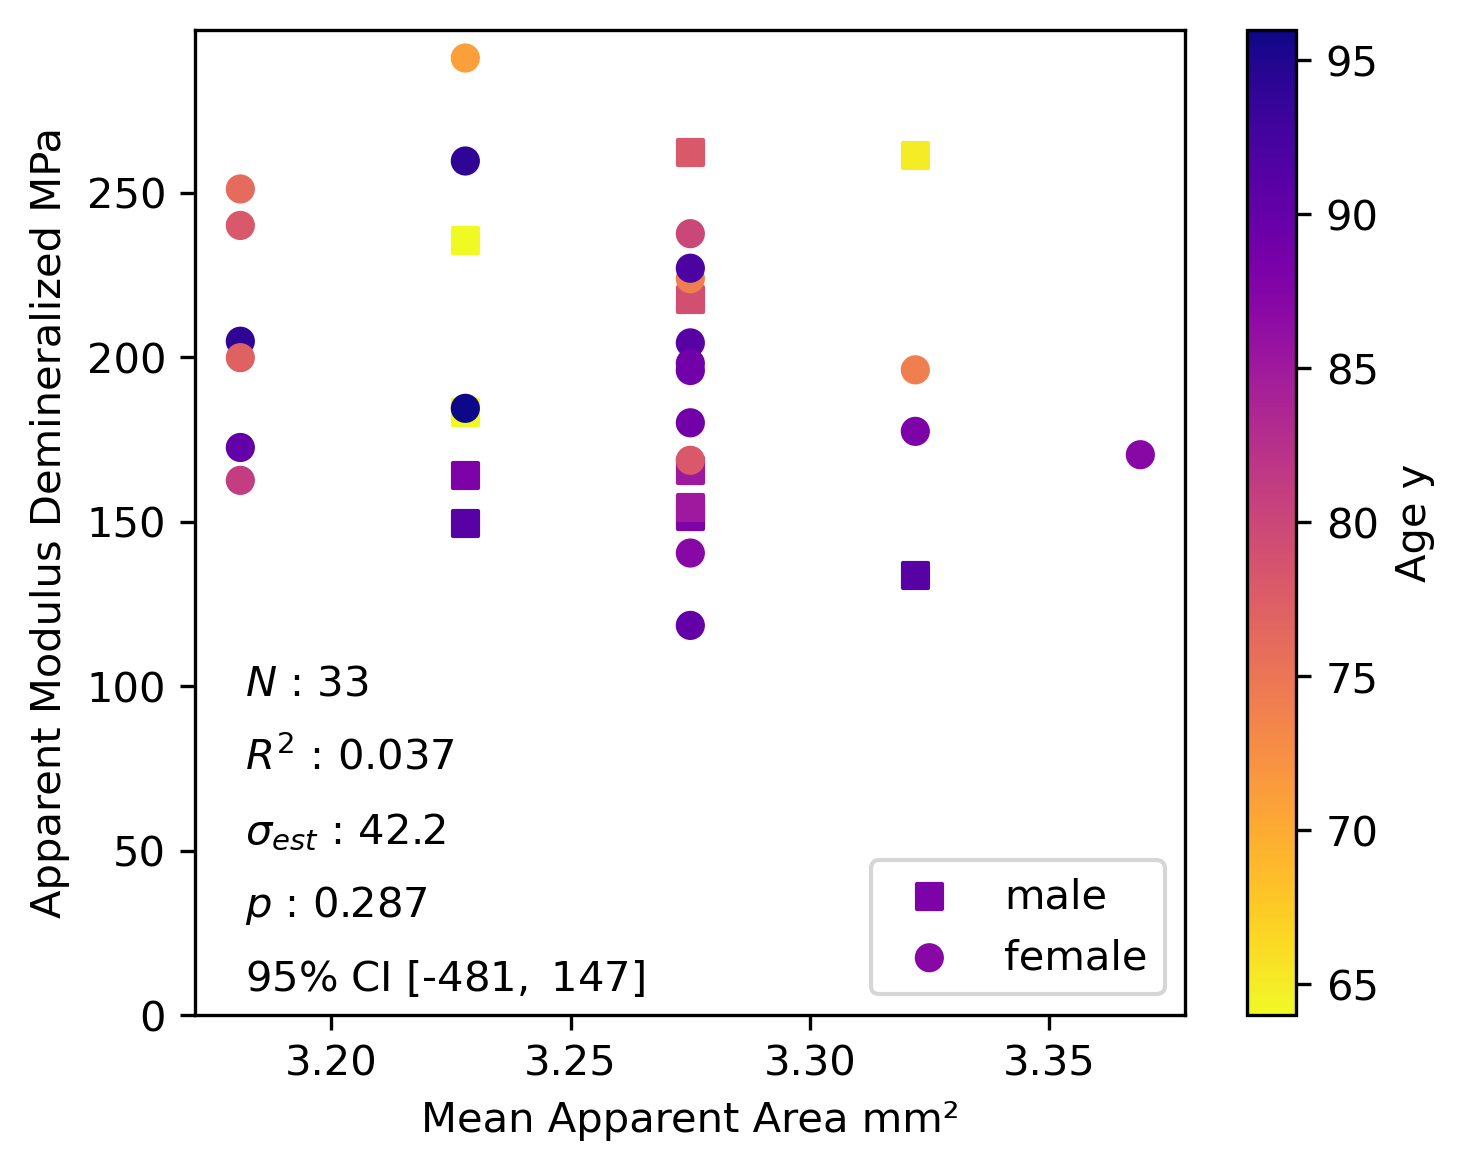 Apparent Modulus Demineralized MPa
250
200
150
100
50
0
N : 33
R² : 0.037
σest : 42.2
p : 0.287
95% CI [-481, 147]
male
female
3.20
3.25
3.30
3.35
Mean Apparent Area mm²
95
90
85
80
75
70
65
Age y